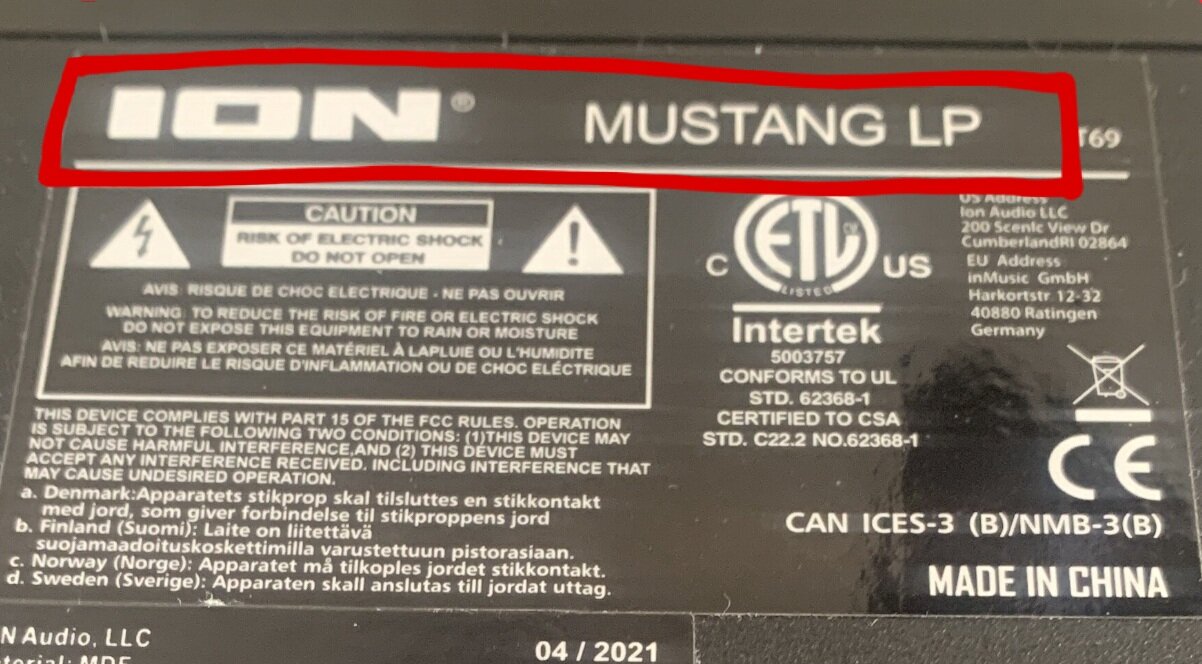 ION® MUSTANG LP T69
CAUTION
RISK OF ELECTRIC SHOCK
DO NOT OPEN
AVIS: RISQUE DE CHOC ELECTRIQUE - NE PAS OUVRIR
WARNING: TO REDUCE THE RISK OF FIRE OR ELECTRIC SHOCK
DO NOT EXPOSE THIS EQUIPMENT TO RAIN OR MOISTURE
AVIS: NE PAS EXPOSER CE MATÉRIEL À LAPLUIE OU L'HUMIDITE
AFIN DE REDUIRE LE RISQUE D'INFLAMMATION OU DE CHOC ELÉCTRIQUE
THIS DEVICE COMPLIES WITH PART 15 OF THE FCC RULES. OPERATION
IS SUBJECT TO THE FOLLOWING TWO CONDITIONS: (1)THIS DEVICE MAY
NOT CAUSE HARMFUL INTERFERENCE,AND (2) THIS DEVICE MUST
ACCEPT ANY INTERFERENCE RECEIVED. INCLUDING INTERFERENCE THAT
MAY CAUSE UNDESIRED OPERATION.
a. Denmark:Apparatets stikprop skal tilsluttes en stikkontakt
med jord, som giver forbindelse til stikproppens jord
b. Finland (Suomi): Laite on liitettävä
suojamaadoituskoskettimilla varustettuun pistorasiaan.
c. Norway (Norge): Apparatet må tilkoples jordet stikkontakt.
d. Sweden (Sverige): Apparaten skall anslutas till jordat uttag.
C ETL CM US
LISTED
Intertek
5003757
CONFORMS TO UL
STD. 62368-1
CERTIFIED TO CSA
STD. C22.2 NO.62368-1
US Address
Ion Audio LLC
200 Scenic View Dr
CumberlandRI 02864
EU Address
inMusic GmbH
Harkortstr. 12-32
40880 Ratingen
Germany
CE
CAN ICES-3 (B)/NMB-3(B)
MADE IN CHINA
N Audio, LLC
04 / 2021